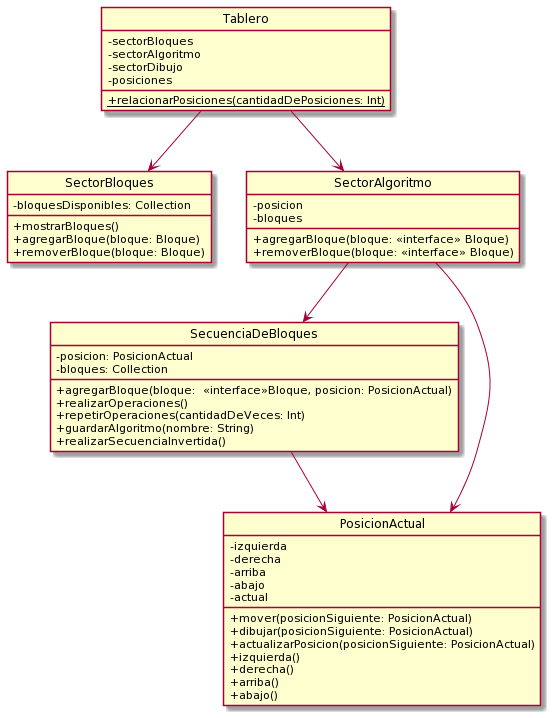 Tablero
-sectorBloques
-sectorAlgoritmo
-sectorDibujo
-posiciones
+relacionarPosiciones(cantidadDePosiciones: Int)
SectorBloques
-bloquesDisponibles: Collection
+mostrarBloques()
+agregarBloque(bloque: Bloque)
+removerBloque(bloque: Bloque)
SectorAlgoritmo
-posicion
-bloques
+agregarBloque(bloque: «interface» Bloque)
+removerBloque(bloque: «interface» Bloque)
SecuenciaDeBloques
-posicion: PosicionActual
-bloques: Collection
+agregarBloque(bloque:  «interface»Bloque, posicion: PosicionActual)
+realizarOperaciones()
+repetirOperaciones(cantidadDeVeces: Int)
+guardarAlgoritmo(nombre: String)
+realizarSecuenciaInvertida()
PosicionActual
-izquierda
-derecha
-arriba
-abajo
-actual
+mover(posicionSiguiente: PosicionActual)
+dibujar(posicionSiguiente: PosicionActual)
+actualizarPosicion(posicionSiguiente: PosicionActual)
+izquierda()
+derecha()
+arriba()
+abajo()